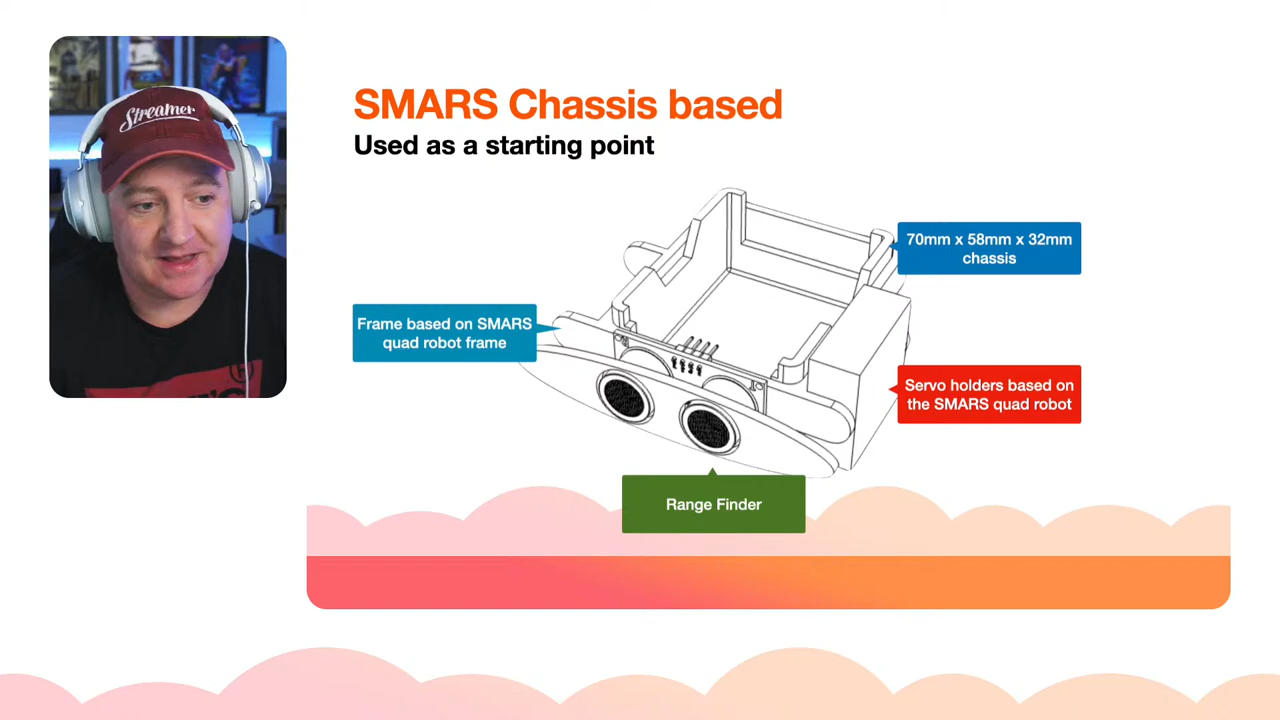 Streamer
SMARS Chassis based
Used as a starting point
70mm x 58mm x 32mm
chassis
Frame based on SMARS
quad robot frame
Servo holders based on
the SMARS quad robot
Range Finder